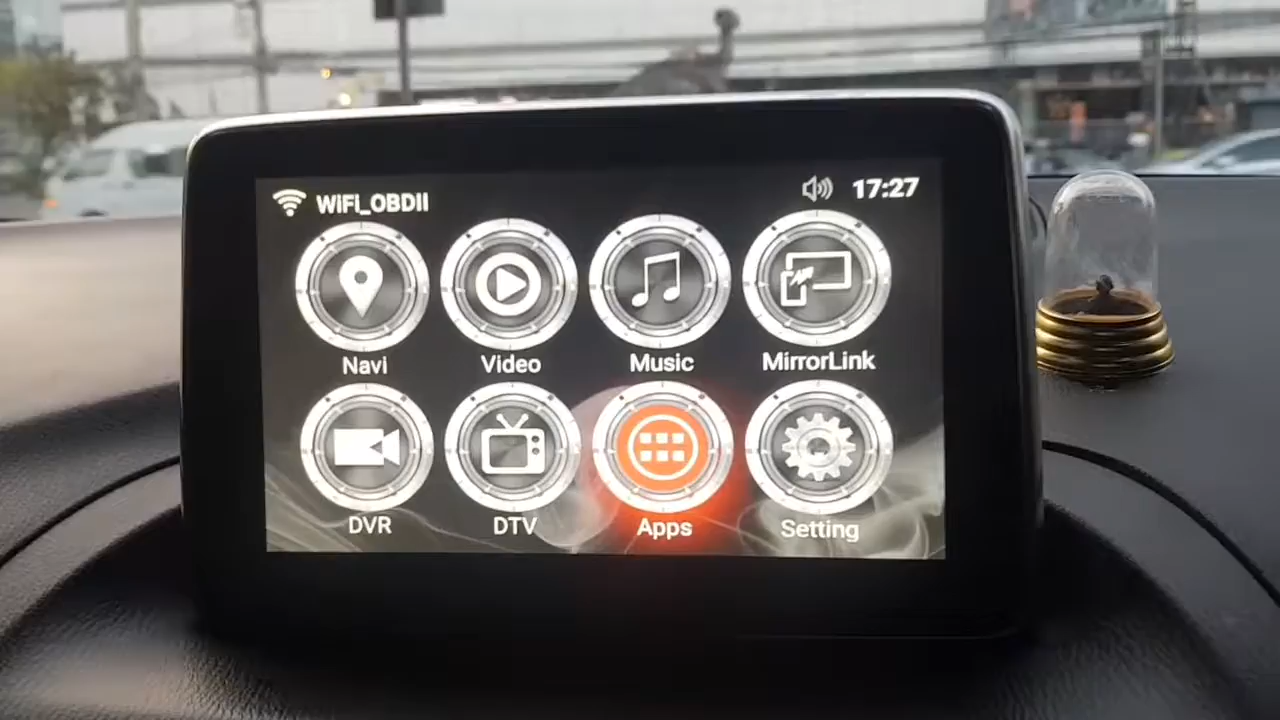 WiFi_OBDII
17:27
Navi
Video
Music
MirrorLink
DVR
DTV
Apps
Setting